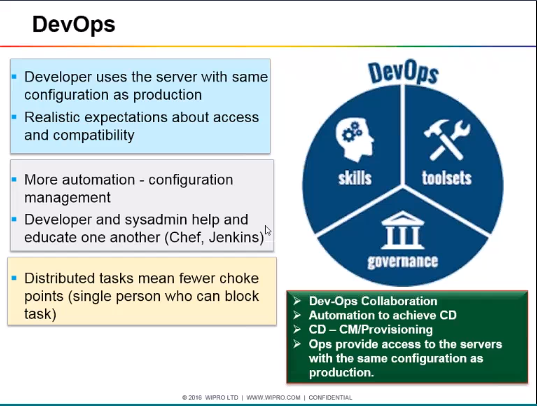 DevOps
▪ Developer uses the server with same
configuration as production
▪ Realistic expectations about access
and compatibility
▪ More automation - configuration
management
▪ Developer and sysadmin help and
educate one another (Chef, Jenkins)
▪ Distributed tasks mean fewer choke
points (single person who can block
task)
DevOps
skills
toolsets
governance
➢ Dev-Ops Collaboration
➢ Automation to achieve CD
➢ CD – CM/Provisioning
➢ Ops provide access to the servers
with the same configuration as
production.
© 2016 WIPRO LTD | WWW.WIPRO.COM | CONFIDENTIAL